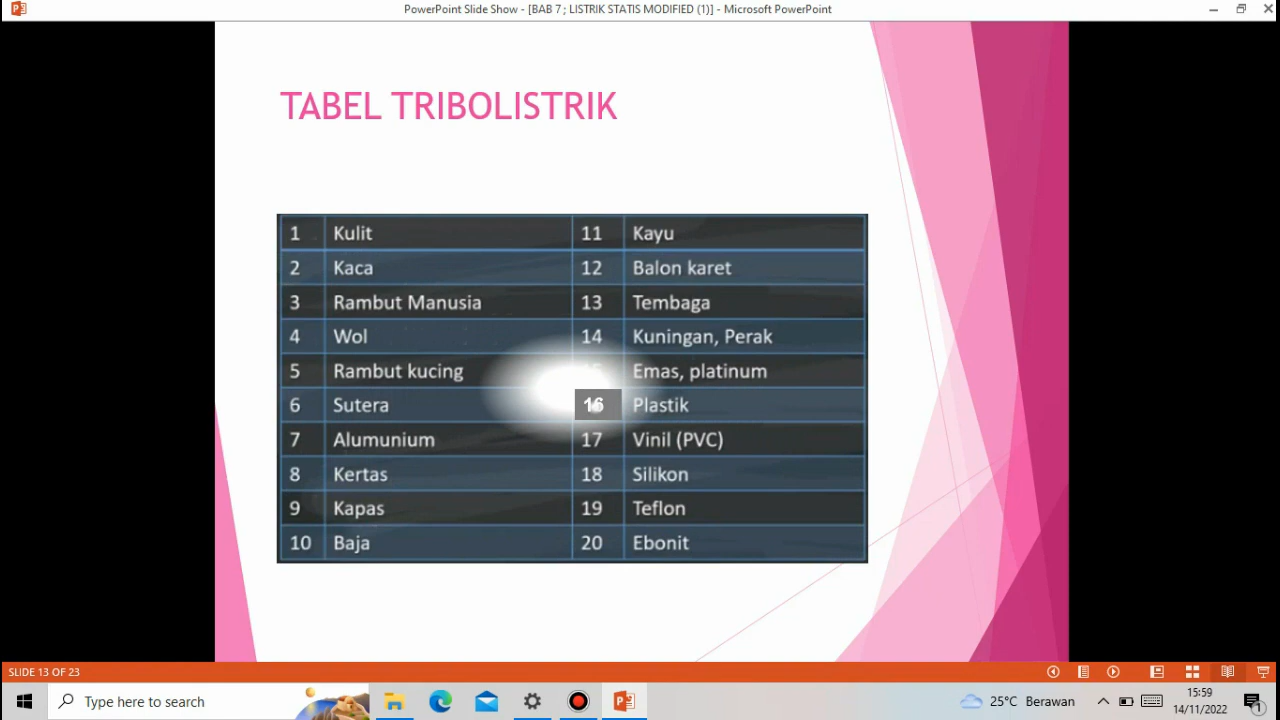 PowerPoint Slide Show - [BAB 7 ; LISTRIK STATIS MODIFIED (1)] - Microsoft PowerPoint
TABEL TRIBOLISTRIK
1 Kulit 11 Kayu
2 Kaca 12 Balon karet
3 Rambut Manusia 13 Tembaga
4 Wol 14 Kuningan, Perak
5 Rambut kucing Emas, platinum
6 Sutera 16 Plastik
7 Alumunium 17 Vinil (PVC)
8 Kertas 18 Silikon
9 Kapas 19 Teflon
10 Baja 20 Ebonit
SLIDE 13 OF 23
Type here to search
25°C Berawan
15:59
14/11/2022
1